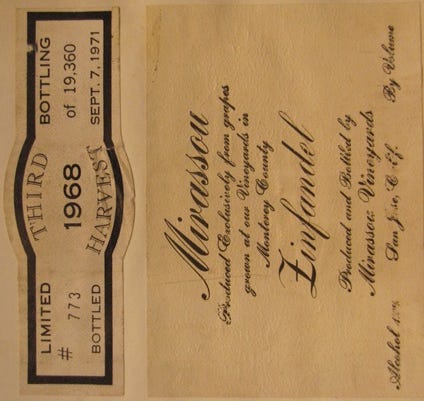 LIMITED THIRD BOTTLING
# 773 1968 of 19,360
BOTTLED HARVEST SEPT. 7, 1971
Mirassou
Produced Exclusively from grapes
grown at our Vineyards in
Monterey County
Zinfandel
Produced and Bottled by
Mirassou Vineyards
Alcohol San Jose, By Volume